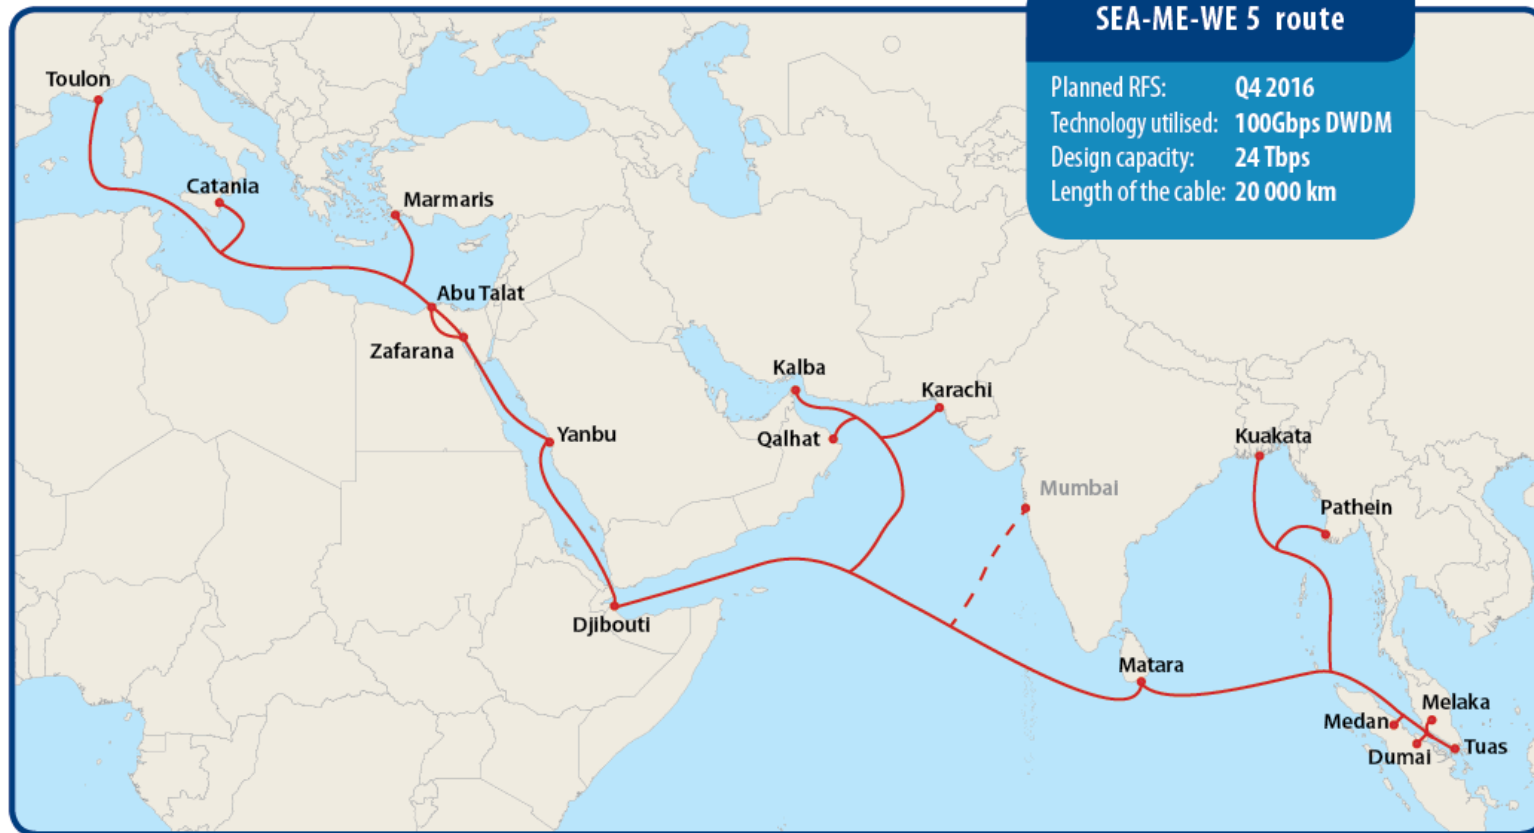 SEA-ME-WE 5 route
Planned RFS: Q4 2016
Technology utilised: 100Gbps DWDM
Design capacity: 24 Tbps
Length of the cable: 20 000 km
Toulon
Catania
Marmaris
Abu Talat
Zafarana
Kalba
Karachi
Yanbu
Qalhat
Kuakata
Mumbai
Pathein
Djibouti
Matara
Melaka
Medan
Tuas
Dumai